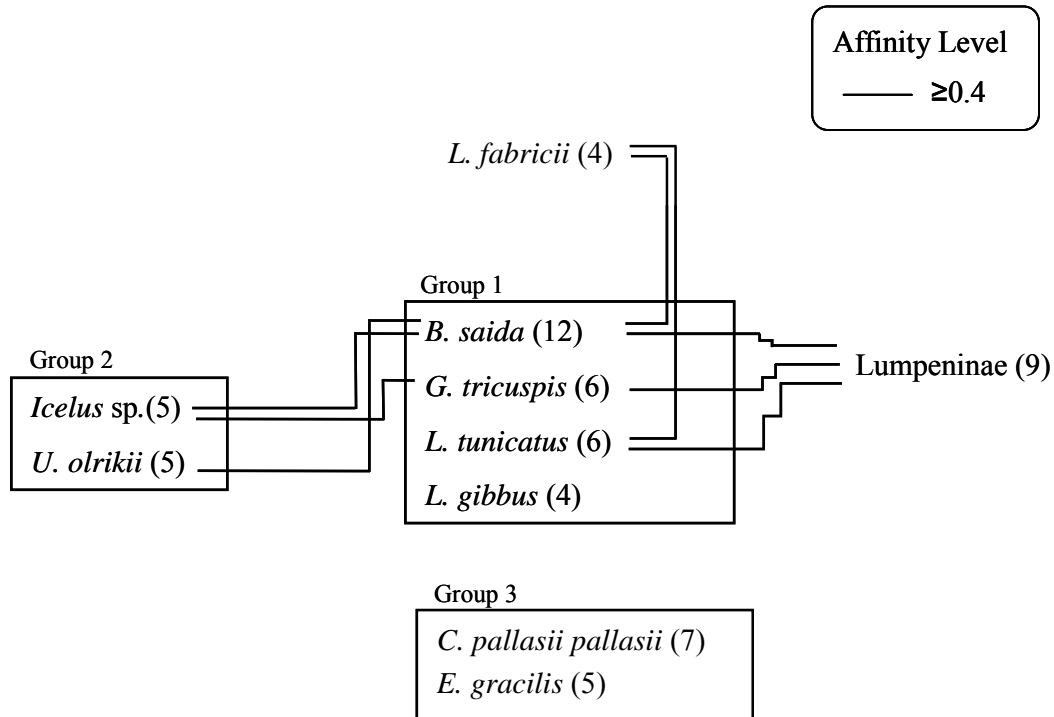 Affinity Level
≥0.4
L. fabricii (4)
Group 1
B. saida (12)
G. tricuspis (6)
L. tunicatus (6)
L. gibbus (4)
Group 2
Icelus sp.(5)
U. olrikii (5)
Lumpeninae (9)
Group 3
C. pallasii pallasii (7)
E. gracilis (5)